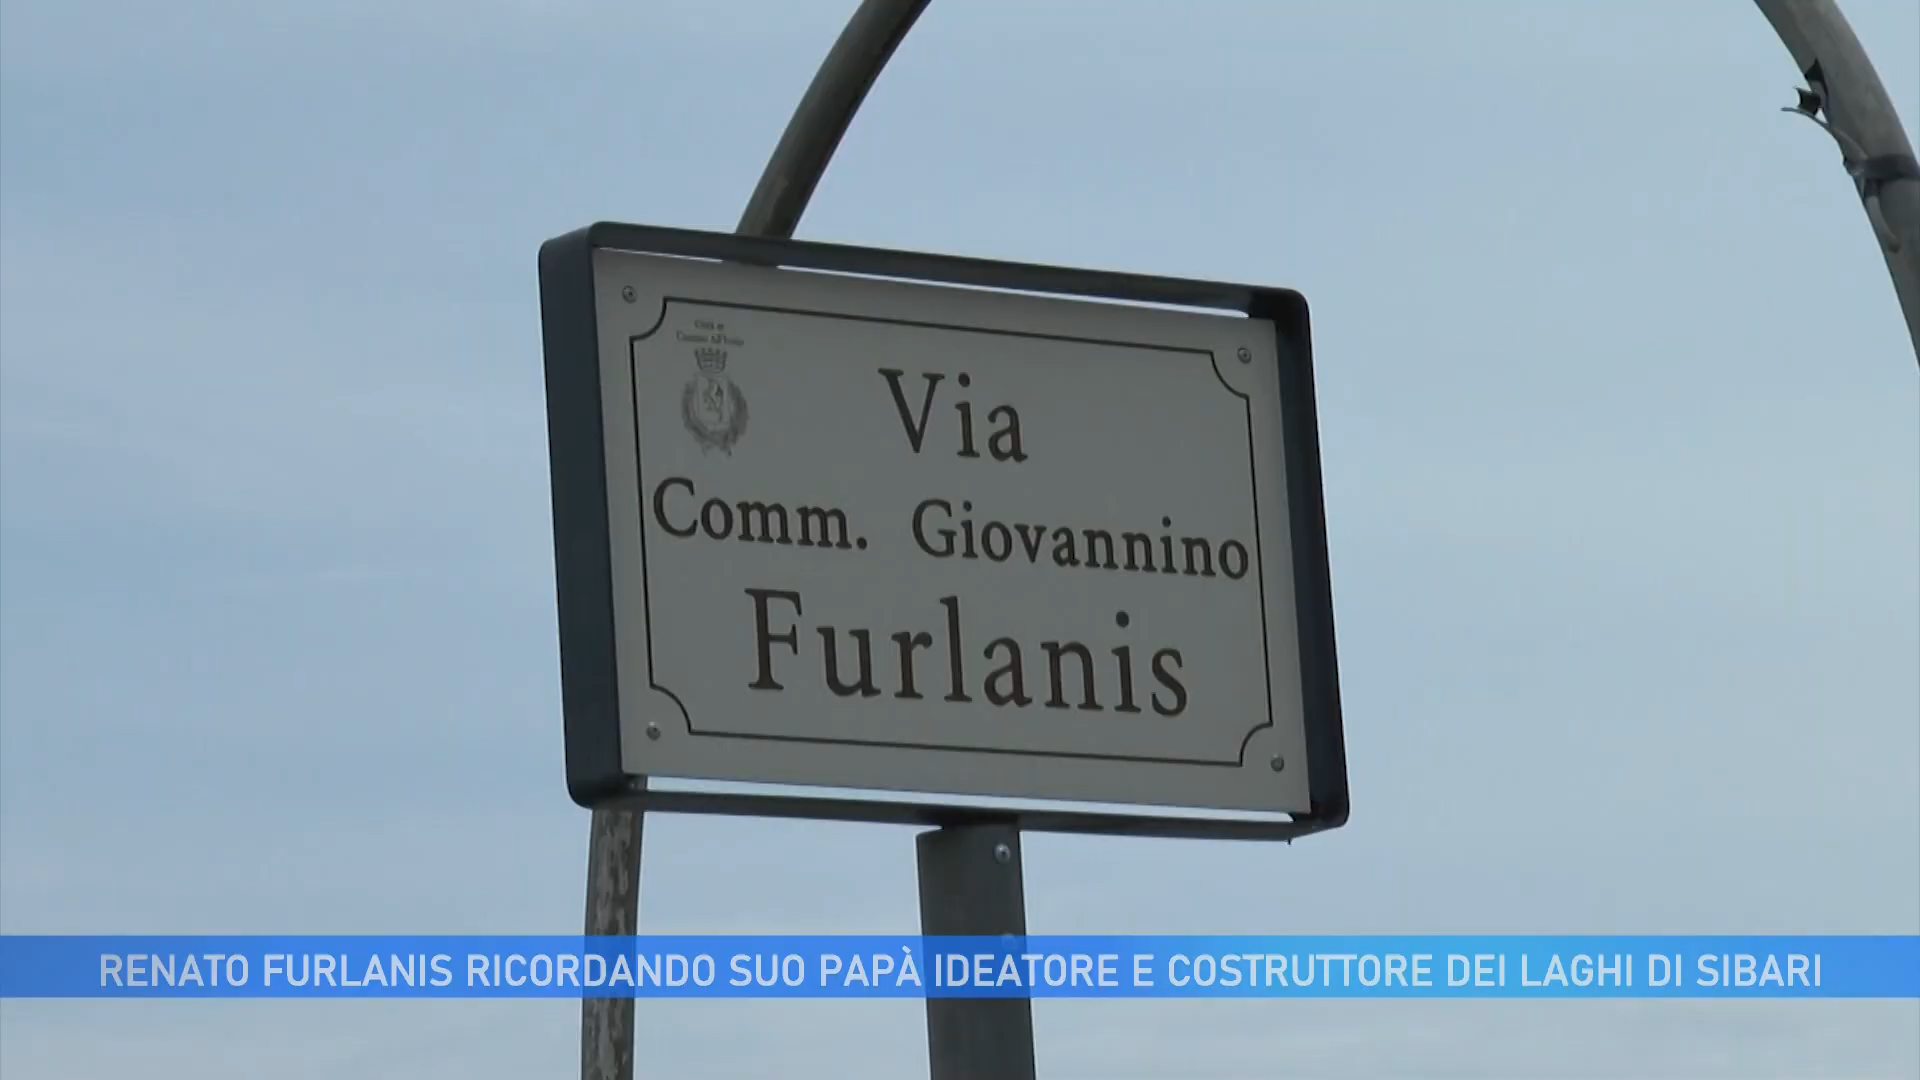 Via
Comm. Giovannino
Furlanis
RENATO FURLANIS RICORDANDO SUO PAPÀ IDEATORE E COSTRUTTORE DEI LAGHI DI SIBARI